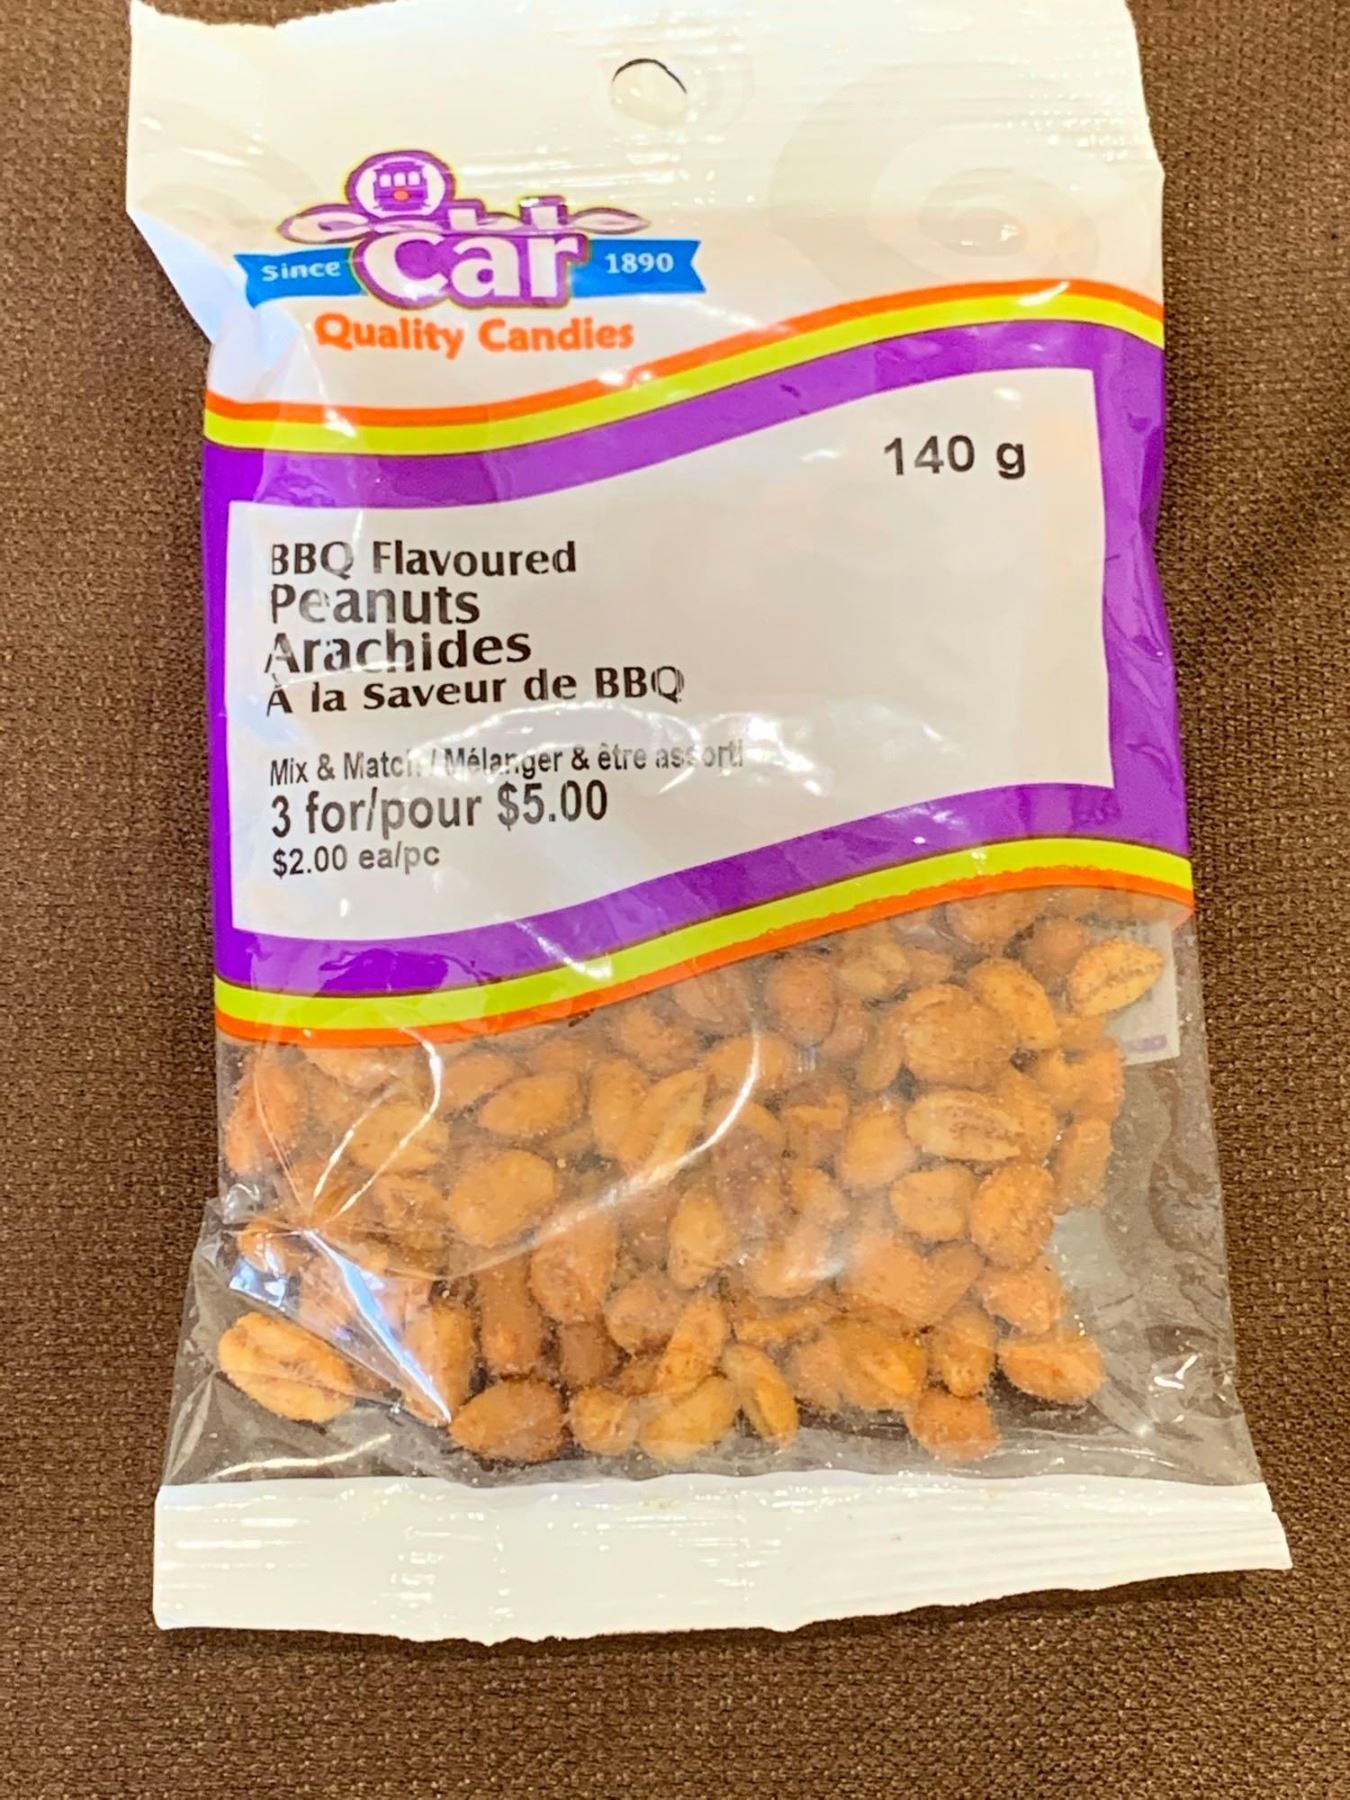 Cable
Car
Since 1890
Quality Candies
140 g
BBQ Flavoured
Peanuts
Arachides
À la Saveur de BBQ
Mix & Match / Mélanger & être assorti
3 for/pour $5.00
$2.00 ea/pc